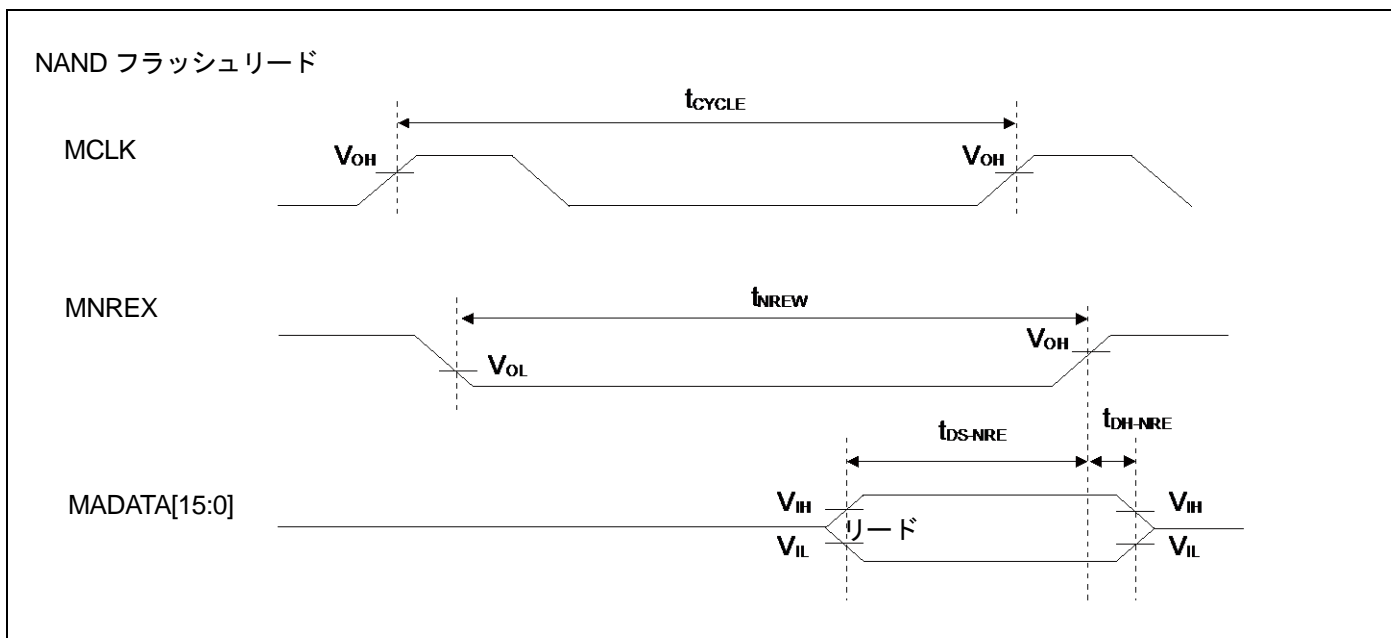 NAND フラッシュリード
tCYCLE
MCLK
VOH VOH
tNREW
MNREX
VOH
VOL
tDS-NRE tDH-NRE
MADATA[15:0]
VIH VIH
リード
VIL VIL